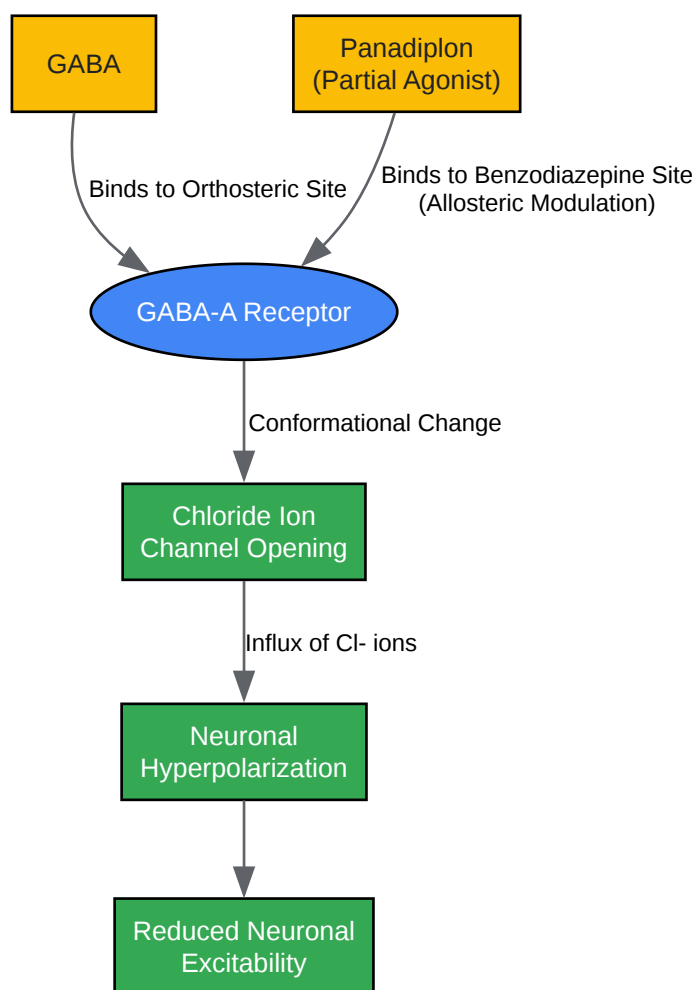 GABA
Panadiplon
(Partial Agonist)
Binds to Orthosteric Site
Binds to Benzodiazepine Site
(Allosteric Modulation)
GABA-A Receptor
Conformational Change
Chloride Ion
Channel Opening
Influx of Cl- ions
Neuronal
Hyperpolarization
Reduced Neuronal
Excitability